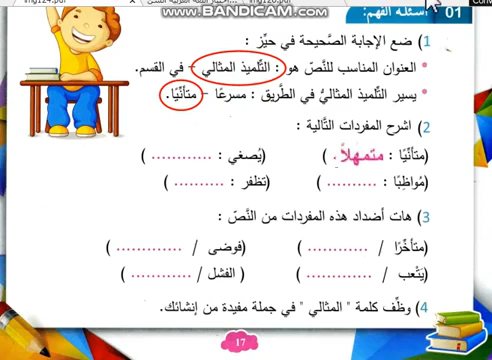 WWW.BANDICAM.COM
01 أسئلة الفهم:
1) ضع الإجابة الصّحيحة في حيّز :
• العنوان المناسب للنّصّ هو : التّلميذ المثالي – في القسم.
• يسير التّلميذ المثاليُّ في الطَّريق : مسرعًا – متأنّيًا.
2) اشرح المفردات التّالية :
(متأنّيًا : متمهلاً.) (يُصغي : ............)
(مُواظِبًا : ...........) (تظفر : ............)
3) هات أضداد هذه المفردات من النَّصّ :
(متأخّرًا / ...........) (فوضى / ............)
(يَتْعب / ............) (الفشل / ............)
4) وظِّف كلمة " المثالي " في جملة مفيدة من إنشائك.
17